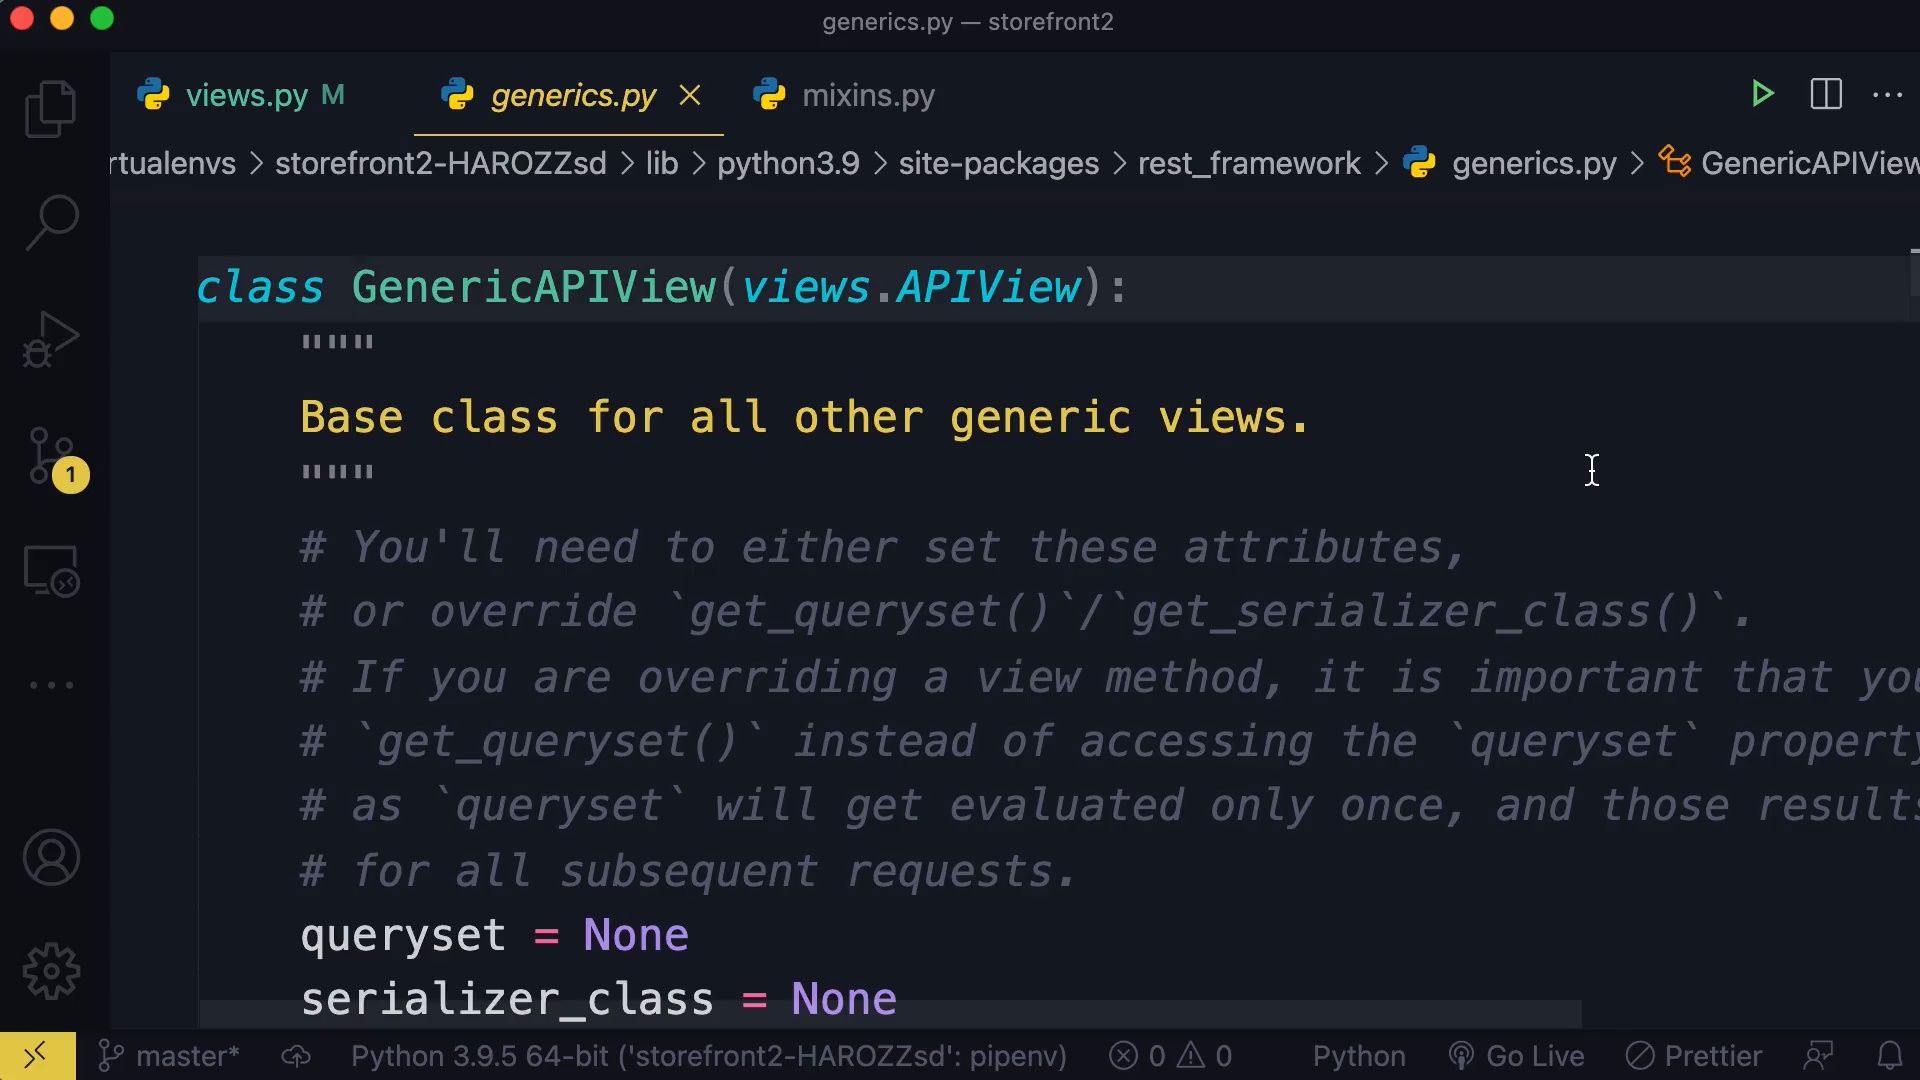 generics.py — storefront2
views.py M generics.py mixins.py
rtualenvs > storefront2-HAROZZsd > lib > python3.9 > site-packages > rest_framework > generics.py > GenericAPIView
class GenericAPIView(views.APIView):
"""
Base class for all other generic views.
"""
# You'll need to either set these attributes,
# or override `get_queryset()`/`get_serializer_class()`.
# If you are overriding a view method, it is important that you
# `get_queryset()` instead of accessing the `queryset` property
# as `queryset` will get evaluated only once, and those results
# for all subsequent requests.
queryset = None
serializer_class = None
1
master* Python 3.9.5 64-bit ('storefront2-HAROZZsd': pipenv) 0 0 Python Go Live Prettier